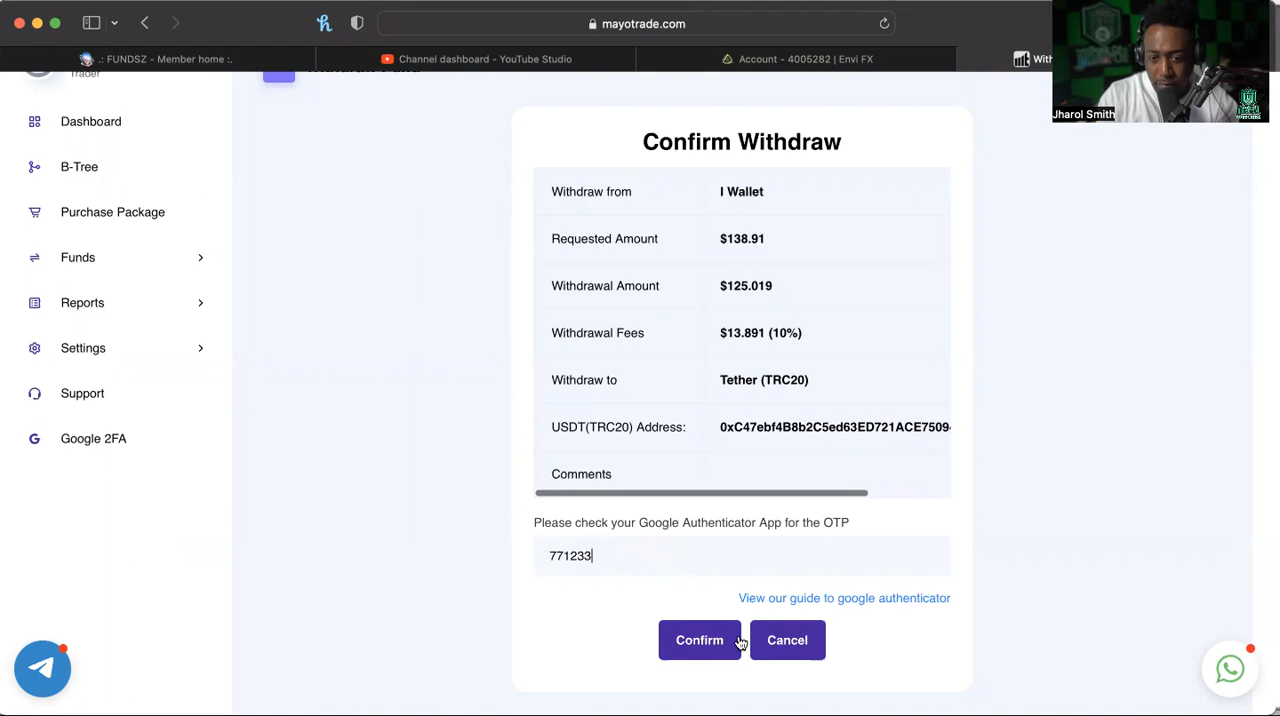 mayotrade.com
.: FUNDSZ - Member home :.
Channel dashboard - YouTube Studio
Account - 4005282 | Envi FX
With
Jharol Smith
Trader
Dashboard
B-Tree
Purchase Package
Funds
Reports
Settings
Support
Google 2FA
Confirm Withdraw
Withdraw from I Wallet
Requested Amount $138.91
Withdrawal Amount $125.019
Withdrawal Fees $13.891 (10%)
Withdraw to Tether (TRC20)
USDT(TRC20) Address: 0xC47ebf4B8b2C5ed63ED721ACE7509
Comments
Please check your Google Authenticator App for the OTP
771233
View our guide to google authenticator
Confirm Cancel